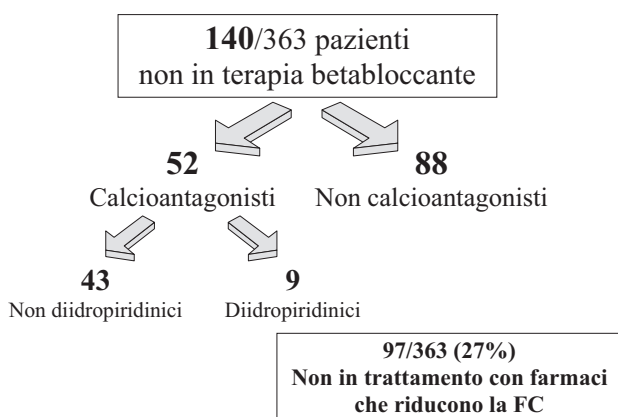 140/363 pazienti
non in terapia betabloccante
52
Calcioantagonisti
88
Non calcioantagonisti
43
Non diidropiridinici
9
Diidropiridinici
97/363 (27%)
Non in trattamento con farmaci
che riducono la FC